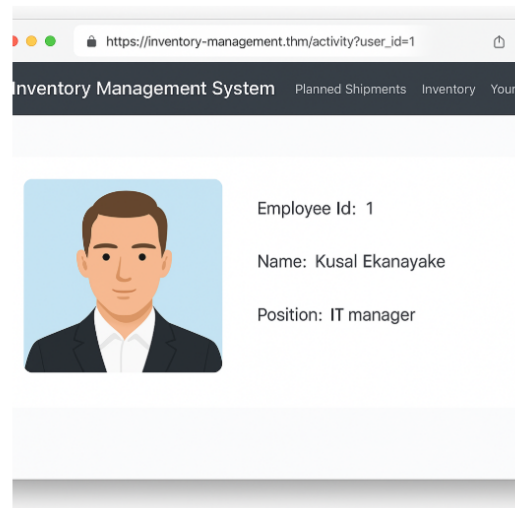 https://inventory-management.thm/activity?user_id=1
Inventory Management System Planned Shipments Inventory Your
Employee Id: 1
Name: Kusal Ekanayake
Position: IT manager